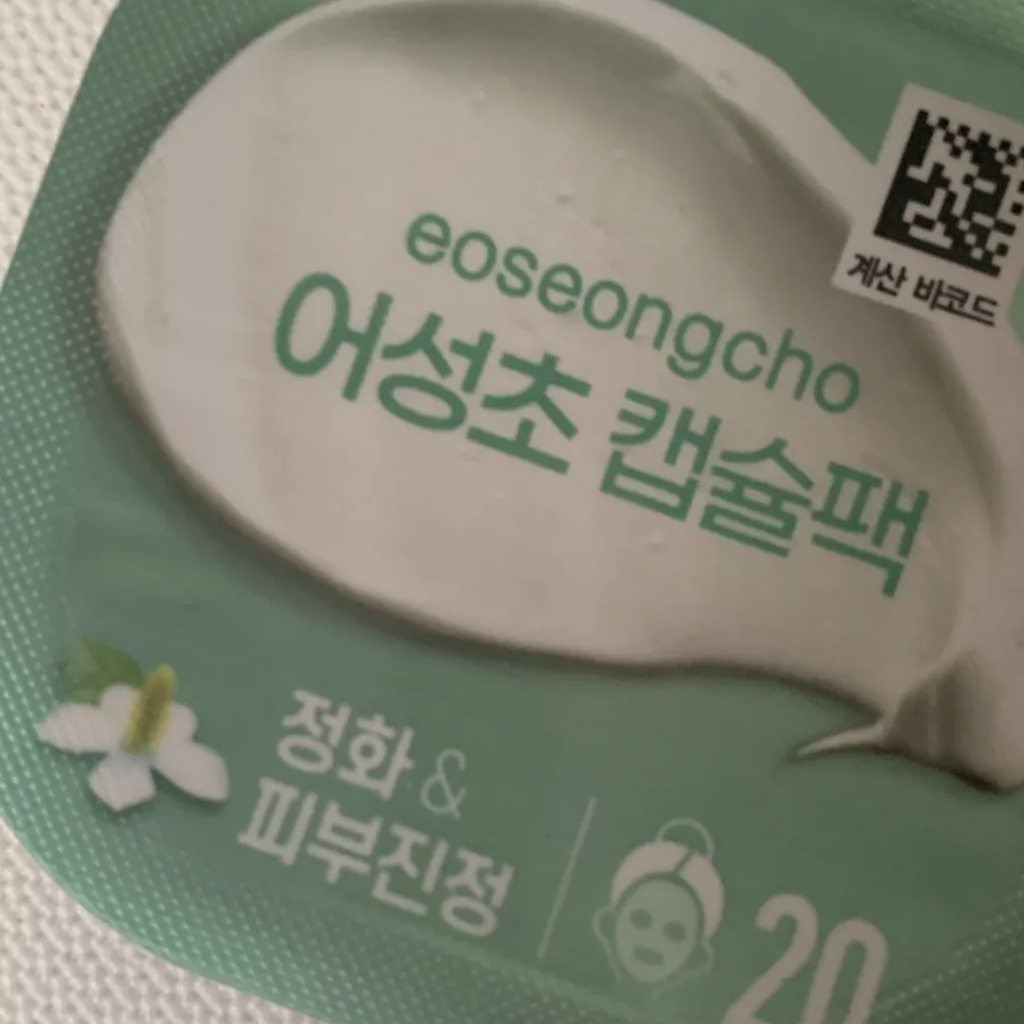 eoseongcho
어성초 캡슐팩
계산 바코드
정화 &
피부진정
20